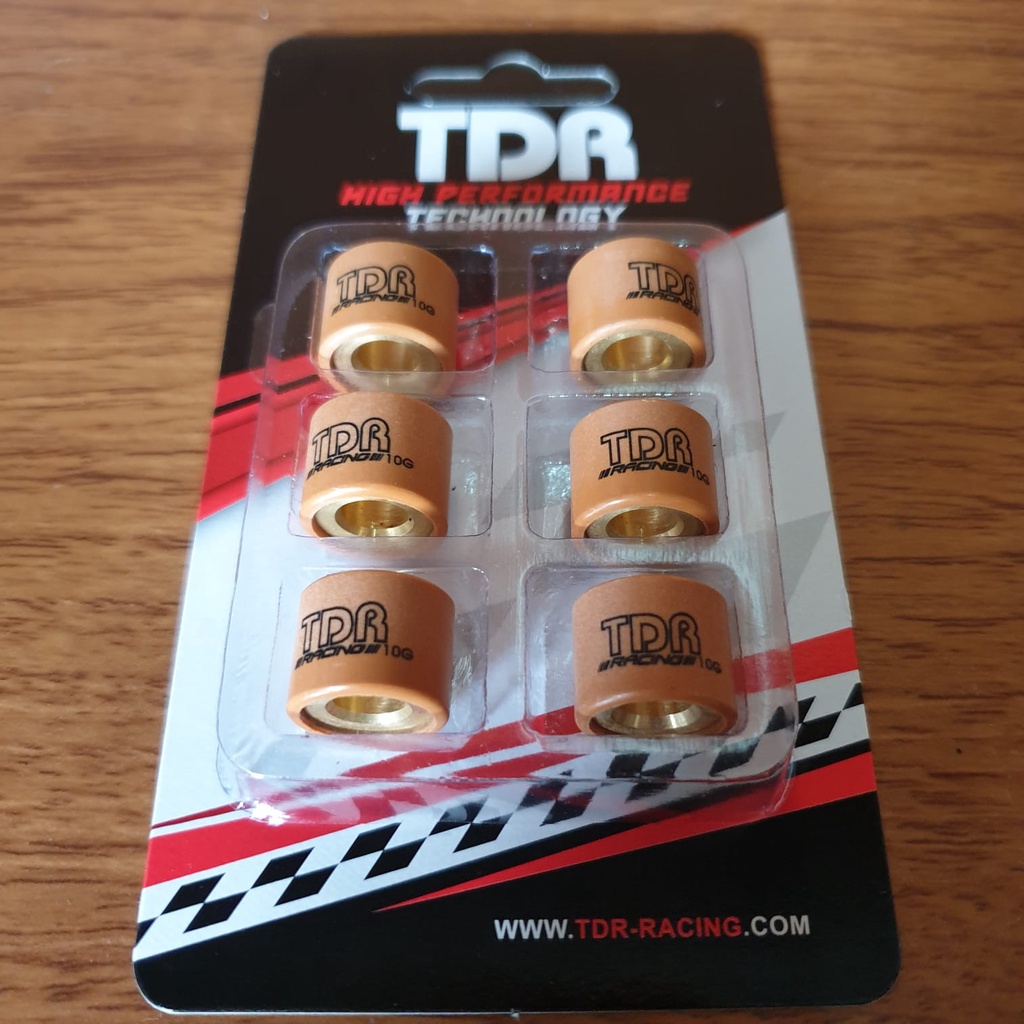 TDR
HIGH PERFORMANCE
TECHNOLOGY
TDR
///RACING/// 10G
TDR
///RACING
TDR
///RACING/// 10G
TDR
///RACING/// 10G
TDR
///RACING/// 10G
TDR
///RACING/// 10G
WWW.TDR-RACING.COM